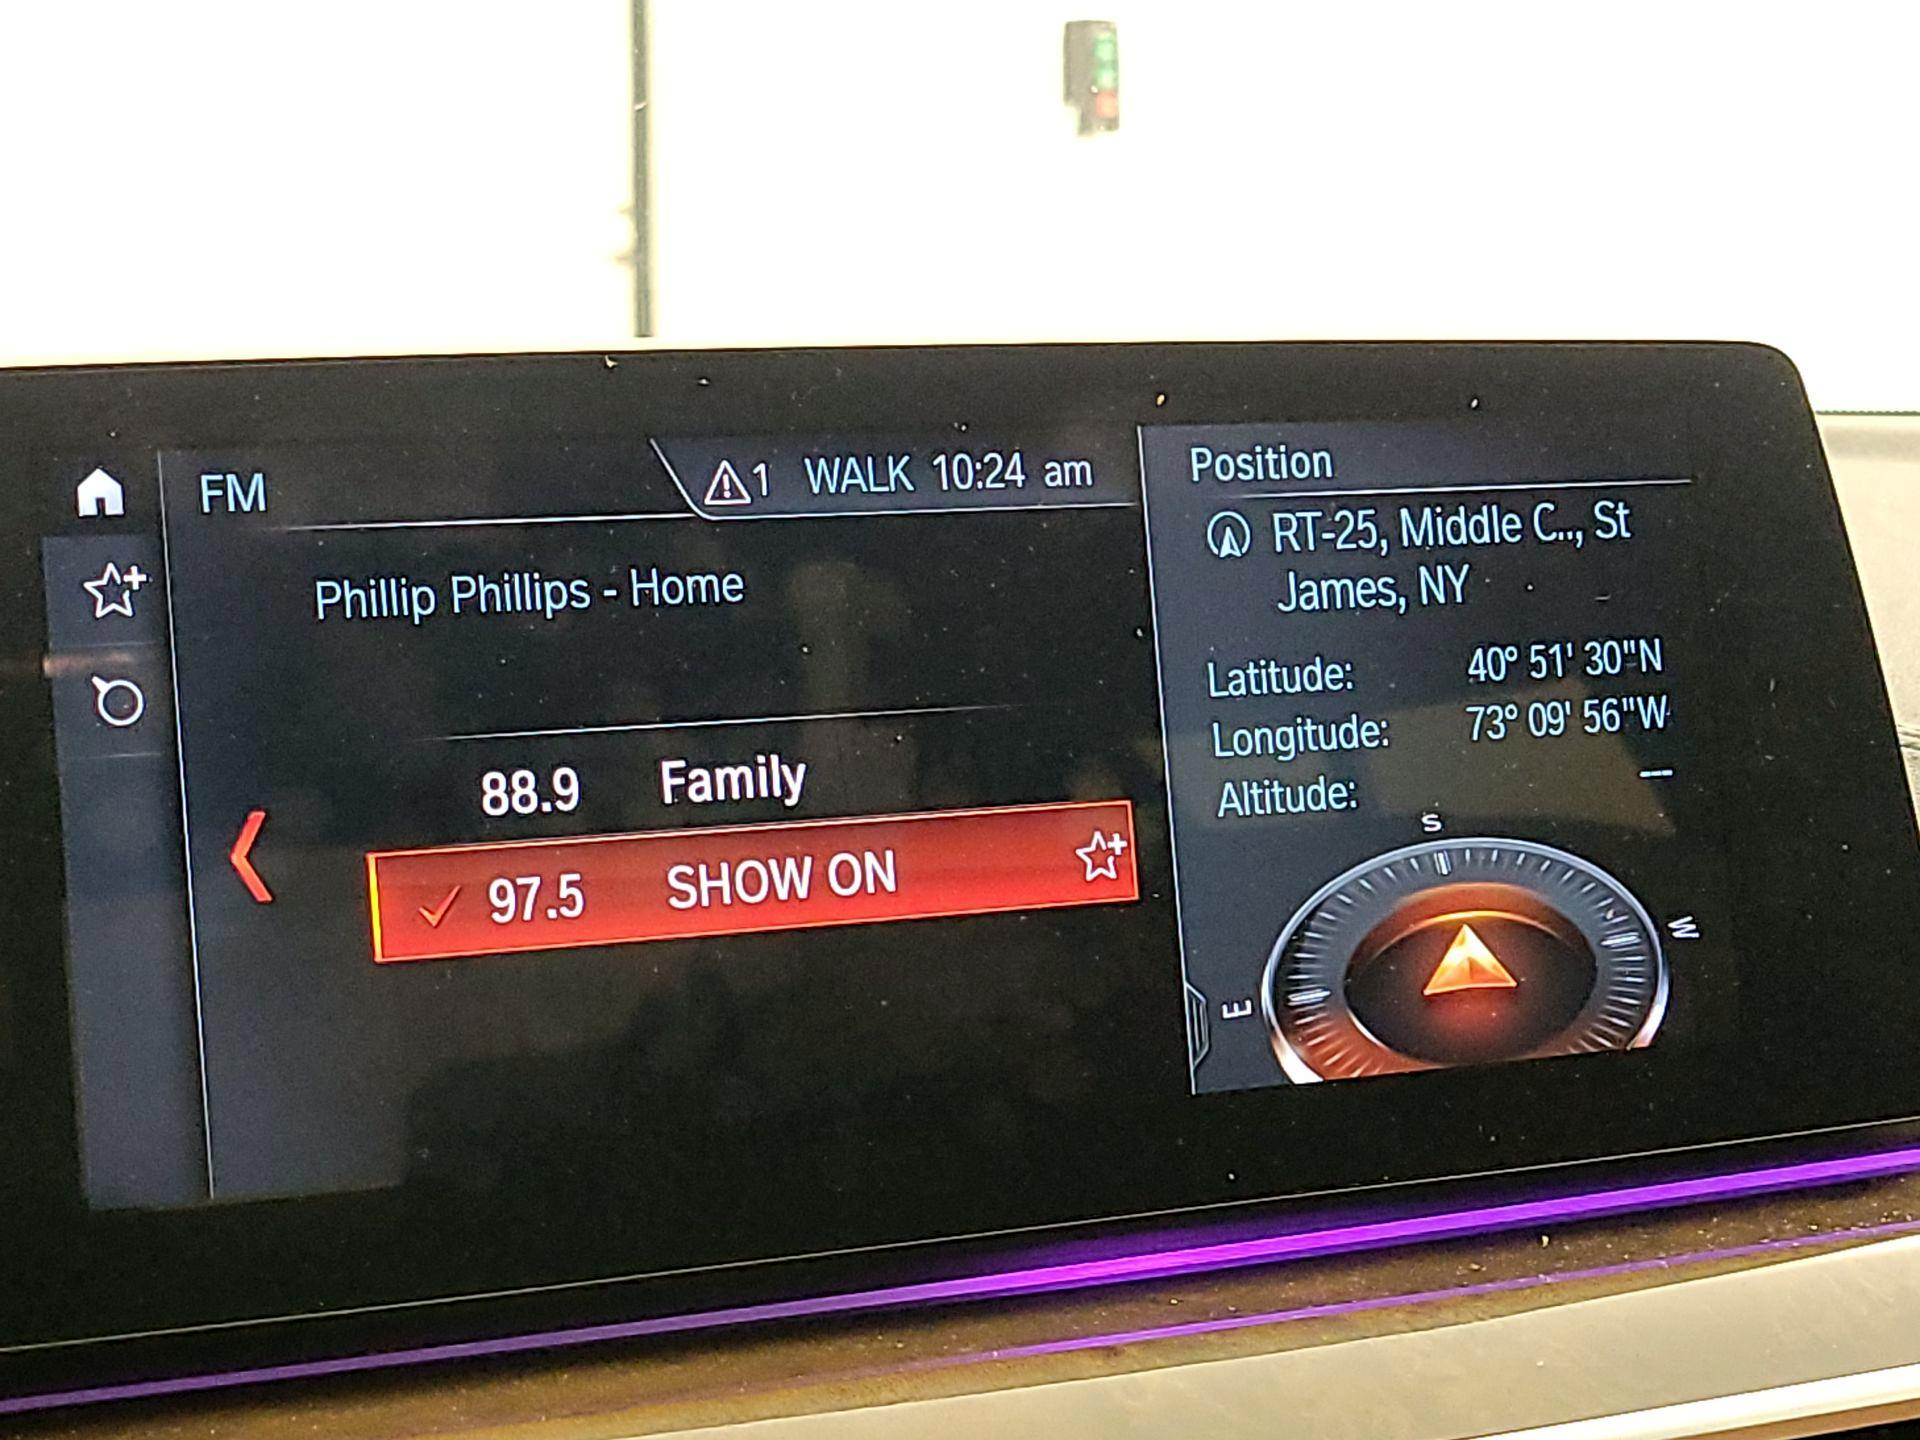 FM
1 WALK 10:24 am
Phillip Phillips - Home
88.9 Family
97.5 SHOW ON
Position
RT-25, Middle C.., St
James, NY
Latitude: 40° 51' 30"N
Longitude: 73° 09' 56"W
Altitude: ---
S
W
E